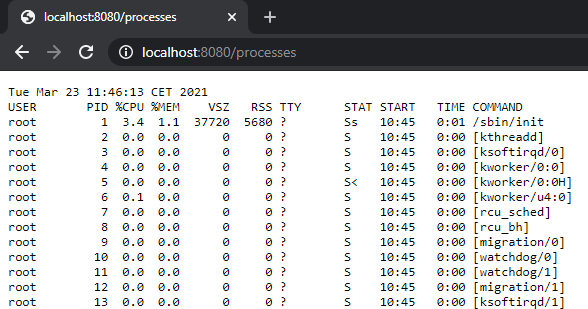 localhost:8080/processes
localhost:8080/processes
Tue Mar 23 11:46:13 CET 2021
USER       PID %CPU %MEM    VSZ   RSS TTY      STAT START   TIME COMMAND
root         1  3.4  1.1  37720  5680 ?        Ss   10:45   0:01 /sbin/init
root         2  0.0  0.0      0     0 ?        S    10:45   0:00 [kthreadd]
root         3  0.0  0.0      0     0 ?        S    10:45   0:00 [ksoftirqd/0]
root         4  0.0  0.0      0     0 ?        S    10:45   0:00 [kworker/0:0]
root         5  0.0  0.0      0     0 ?        S<   10:45   0:00 [kworker/0:0H]
root         6  0.1  0.0      0     0 ?        S    10:45   0:00 [kworker/u4:0]
root         7  0.0  0.0      0     0 ?        S    10:45   0:00 [rcu_sched]
root         8  0.0  0.0      0     0 ?        S    10:45   0:00 [rcu_bh]
root         9  0.0  0.0      0     0 ?        S    10:45   0:00 [migration/0]
root        10  0.0  0.0      0     0 ?        S    10:45   0:00 [watchdog/0]
root        11  0.0  0.0      0     0 ?        S    10:45   0:00 [watchdog/1]
root        12  0.0  0.0      0     0 ?        S    10:45   0:00 [migration/1]
root        13  0.0  0.0      0     0 ?        S    10:45   0:00 [ksoftirqd/1]